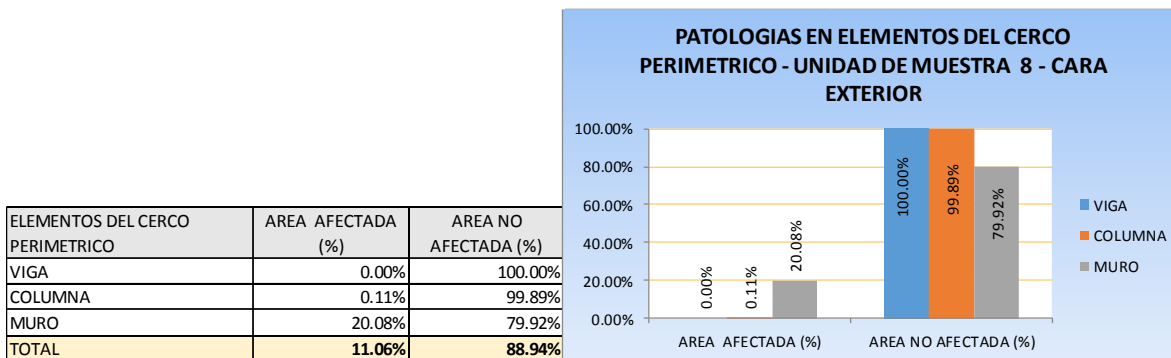 ELEMENTOS DEL CERCO PERIMETRICO | AREA AFECTADA (%) | AREA NO AFECTADA (%)
VIGA | 0.00% | 100.00%
COLUMNA | 0.11% | 99.89%
MURO | 20.08% | 79.92%
TOTAL | 11.06% | 88.94%
PATOLOGIAS EN ELEMENTOS DEL CERCO
PERIMETRICO - UNIDAD DE MUESTRA 8 - CARA
EXTERIOR
100.00%
80.00%
60.00%
40.00%
20.00%
0.00%
0.00%
0.11%
20.08%
100.00%
99.89%
79.92%
AREA AFECTADA (%)
AREA NO AFECTADA (%)
VIGA
COLUMNA
MURO